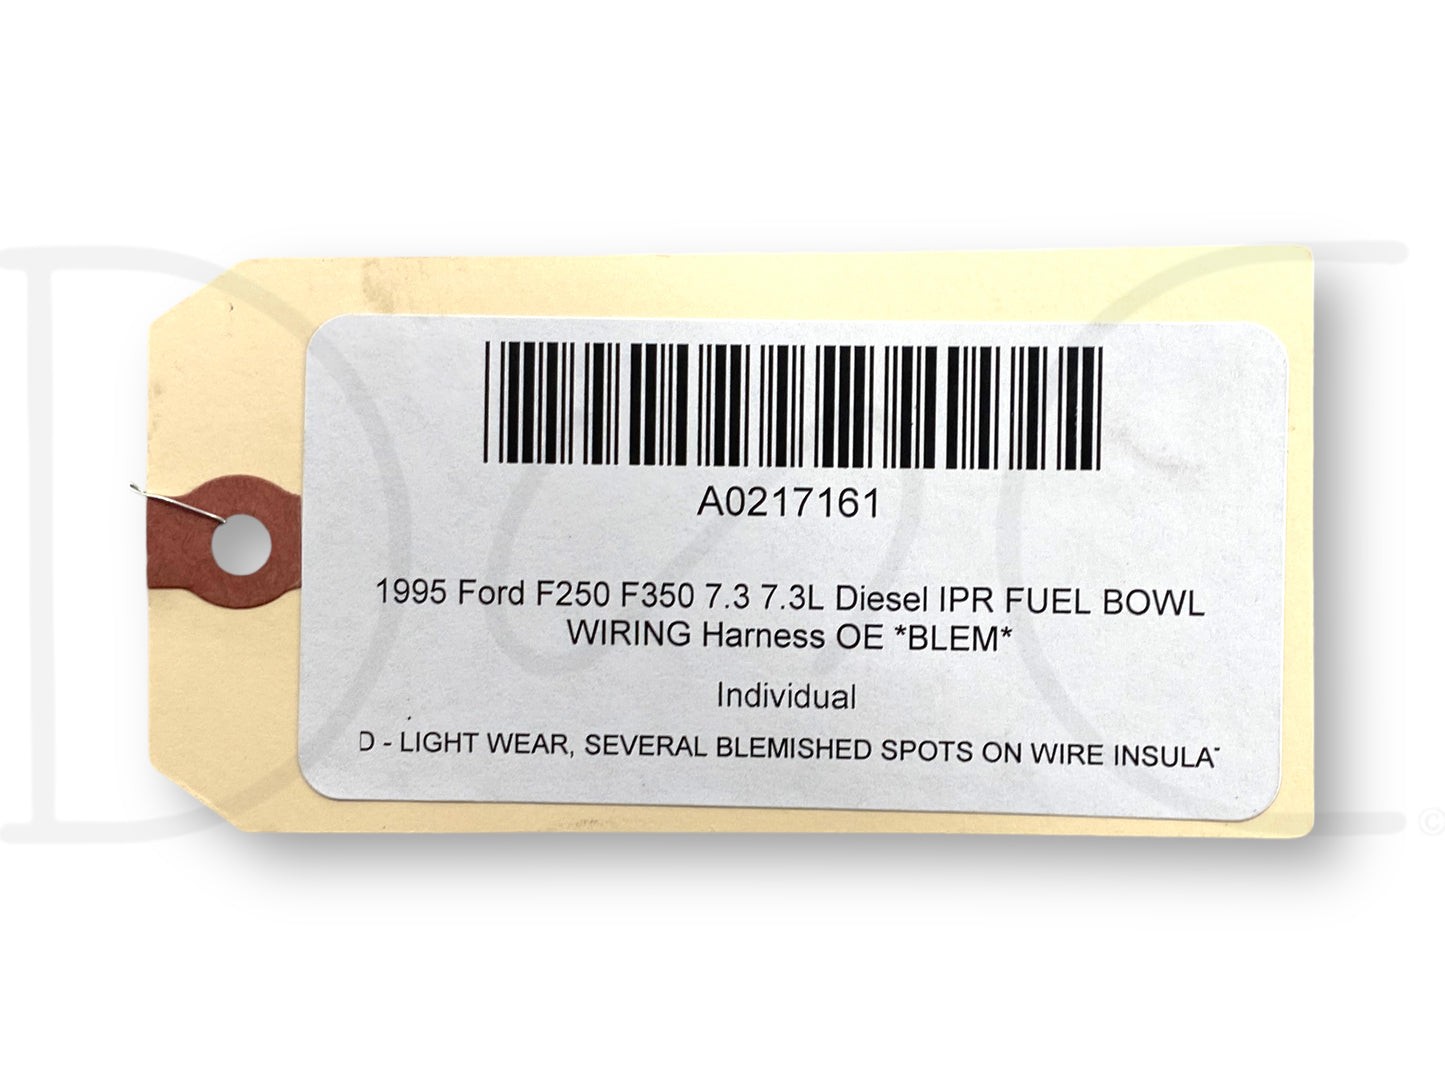 A0217161
1995 Ford F250 F350 7.3 7.3L Diesel IPR FUEL BOWL
WIRING Harness OE *BLEM*
Individual
D - LIGHT WEAR, SEVERAL BLEMISHED SPOTS ON WIRE INSULA
©